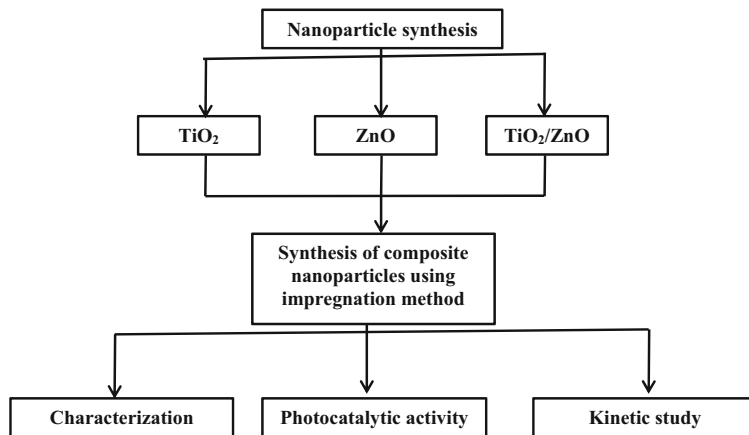 Nanoparticle synthesis
TiO₂
ZnO
TiO₂/ZnO
Synthesis of composite
nanoparticles using
impregnation method
Characterization
Photocatalytic activity
Kinetic study